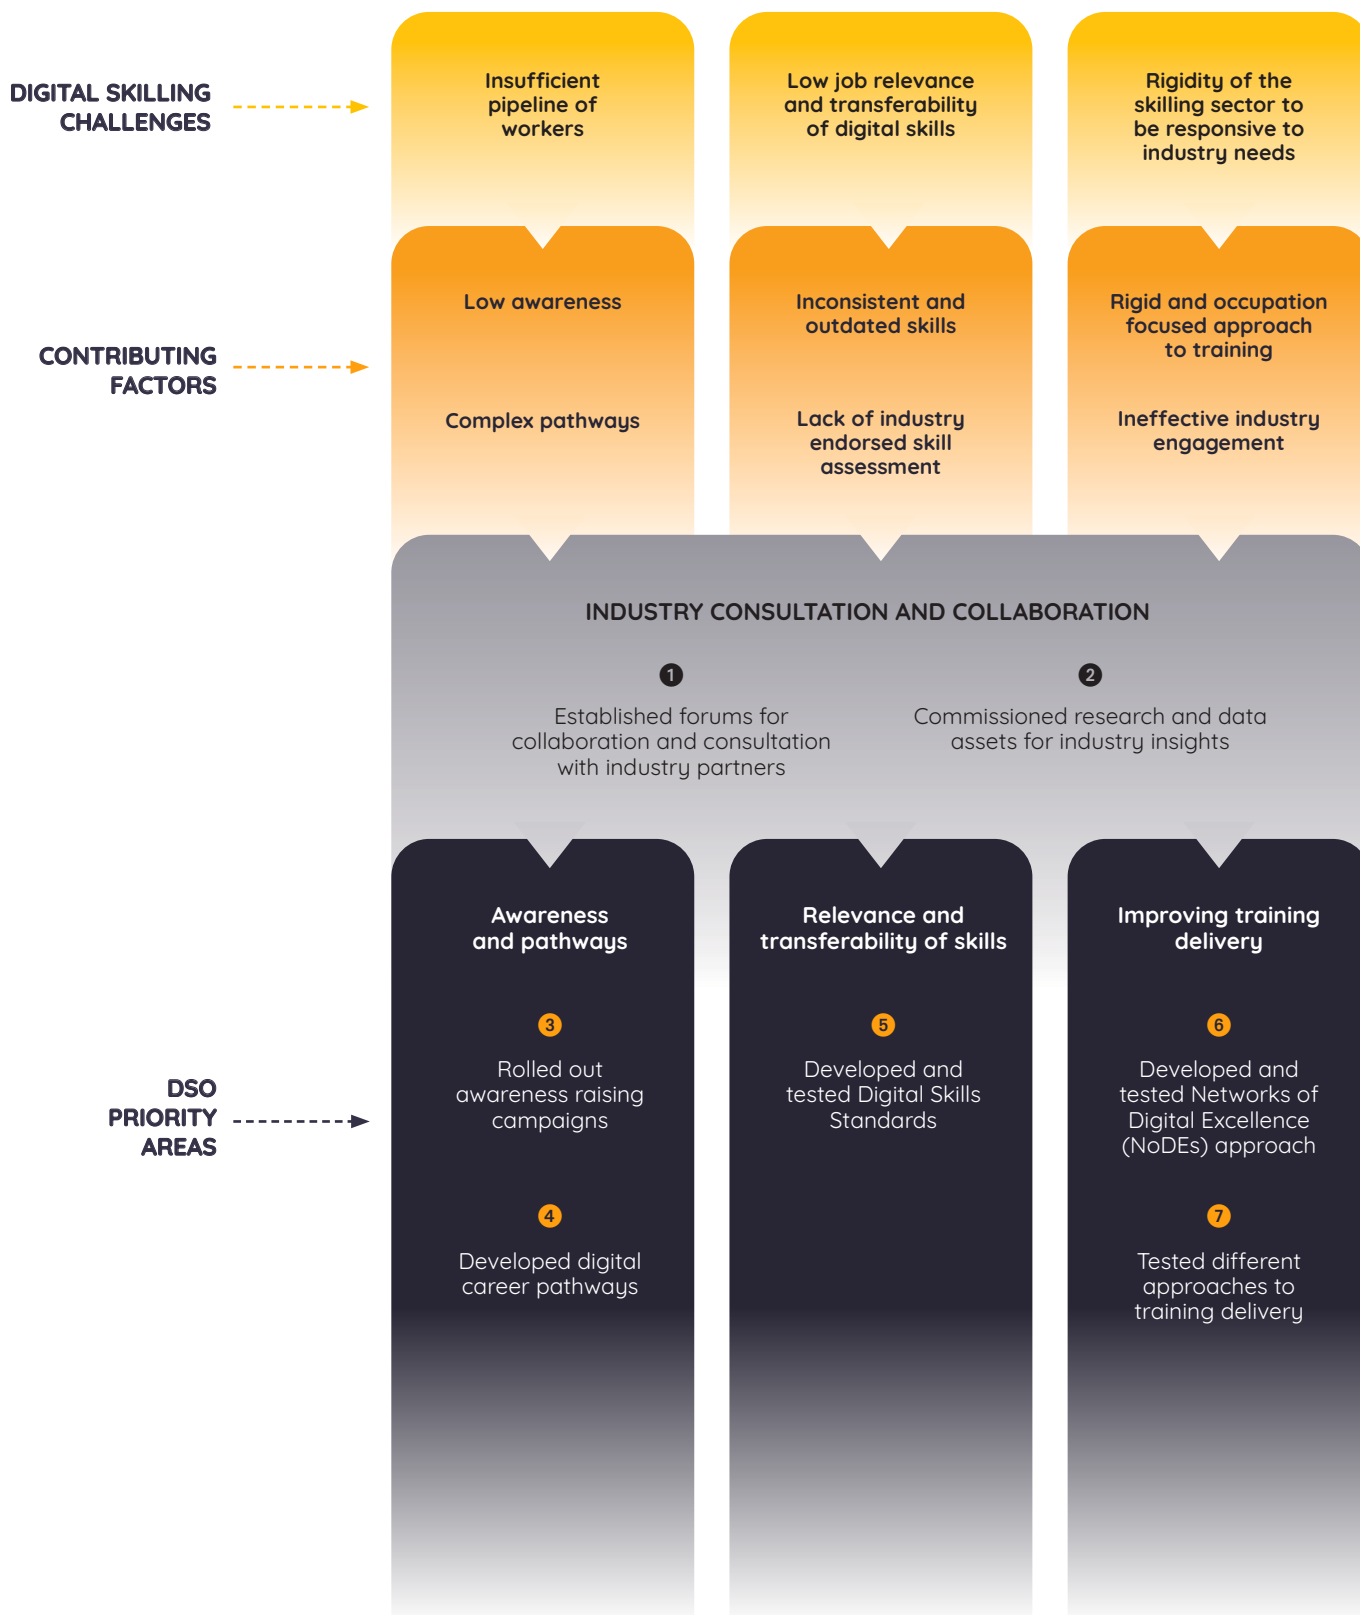 DIGITAL SKILLING
CHALLENGES
Insufficient
pipeline of
workers
Low job relevance
and transferability
of digital skills
Rigidity of the
skilling sector to
be responsive to
industry needs
CONTRIBUTING
FACTORS
Low awareness
Complex pathways
Inconsistent and
outdated skills
Lack of industry
endorsed skill
assessment
Rigid and occupation
focused approach
to training
Ineffective industry
engagement
INDUSTRY CONSULTATION AND COLLABORATION
1
Established forums for
collaboration and consultation
with industry partners
2
Commissioned research and data
assets for industry insights
DSO
PRIORITY
AREAS
Awareness
and pathways
3
Rolled out
awareness raising
campaigns
4
Developed digital
career pathways
Relevance and
transferability of skills
5
Developed and
tested Digital Skills
Standards
Improving training
delivery
6
Developed and
tested Networks of
Digital Excellence
(NoDEs) approach
7
Tested different
approaches to
training delivery